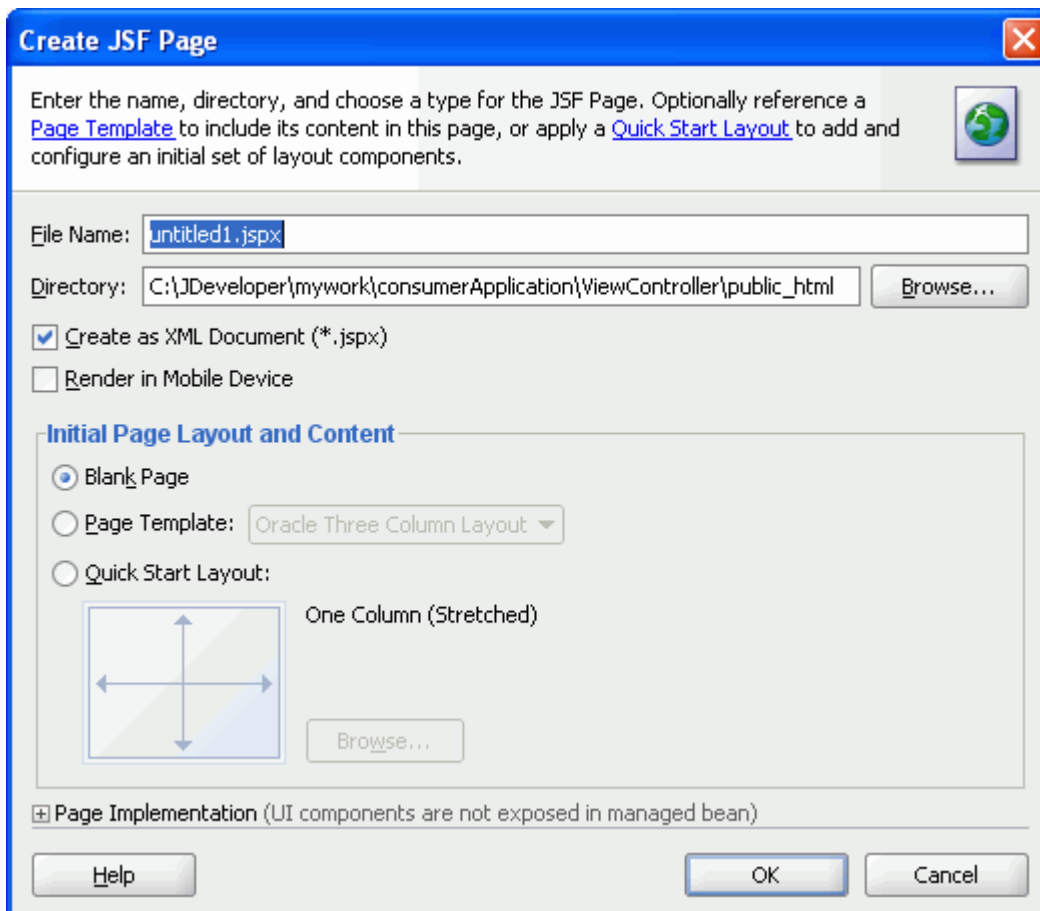 Create JSF Page
Enter the name, directory, and choose a type for the JSF Page. Optionally reference a
Page Template to include its content in this page, or apply a Quick Start Layout to add and
configure an initial set of layout components.
File Name: untitled1.jspx
Directory: C:\JDeveloper\mywork\consumerApplication\ViewController\public_html Browse...
Create as XML Document (*.jspx)
Render in Mobile Device
Initial Page Layout and Content
Blank Page
Page Template: Oracle Three Column Layout
Quick Start Layout:
One Column (Stretched)
Browse...
Page Implementation (UI components are not exposed in managed bean)
Help OK Cancel